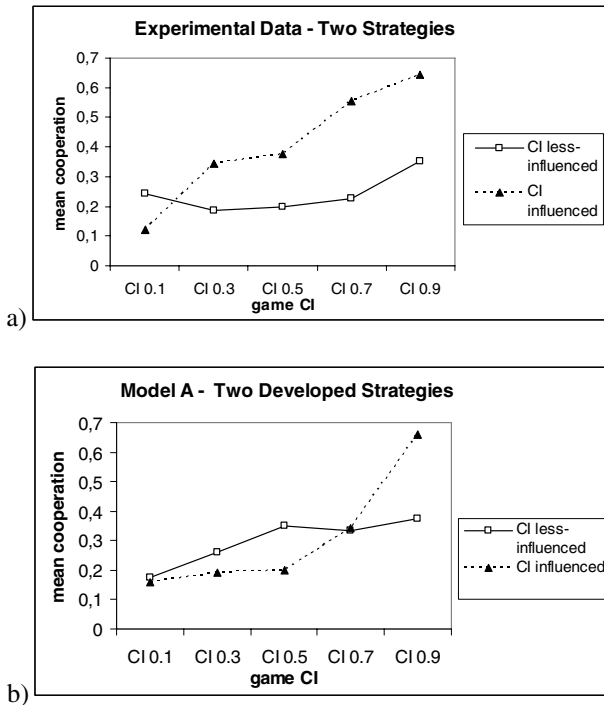 Experimental Data - Two Strategies
0,7
0,6
0,5
0,4
0,3
0,2
0,1
0
mean cooperation
CI 0.1 CI 0.3 CI 0.5 CI 0.7 CI 0.9
game CI
CI less-
influenced
CI
influenced
a)
Model A - Two Developed Strategies
0,7
0,6
0,5
0,4
0,3
0,2
0,1
0
mean cooperation
CI 0.1 CI 0.3 CI 0.5 CI 0.7 CI 0.9
game CI
CI less-
influenced
CI influenced
b)